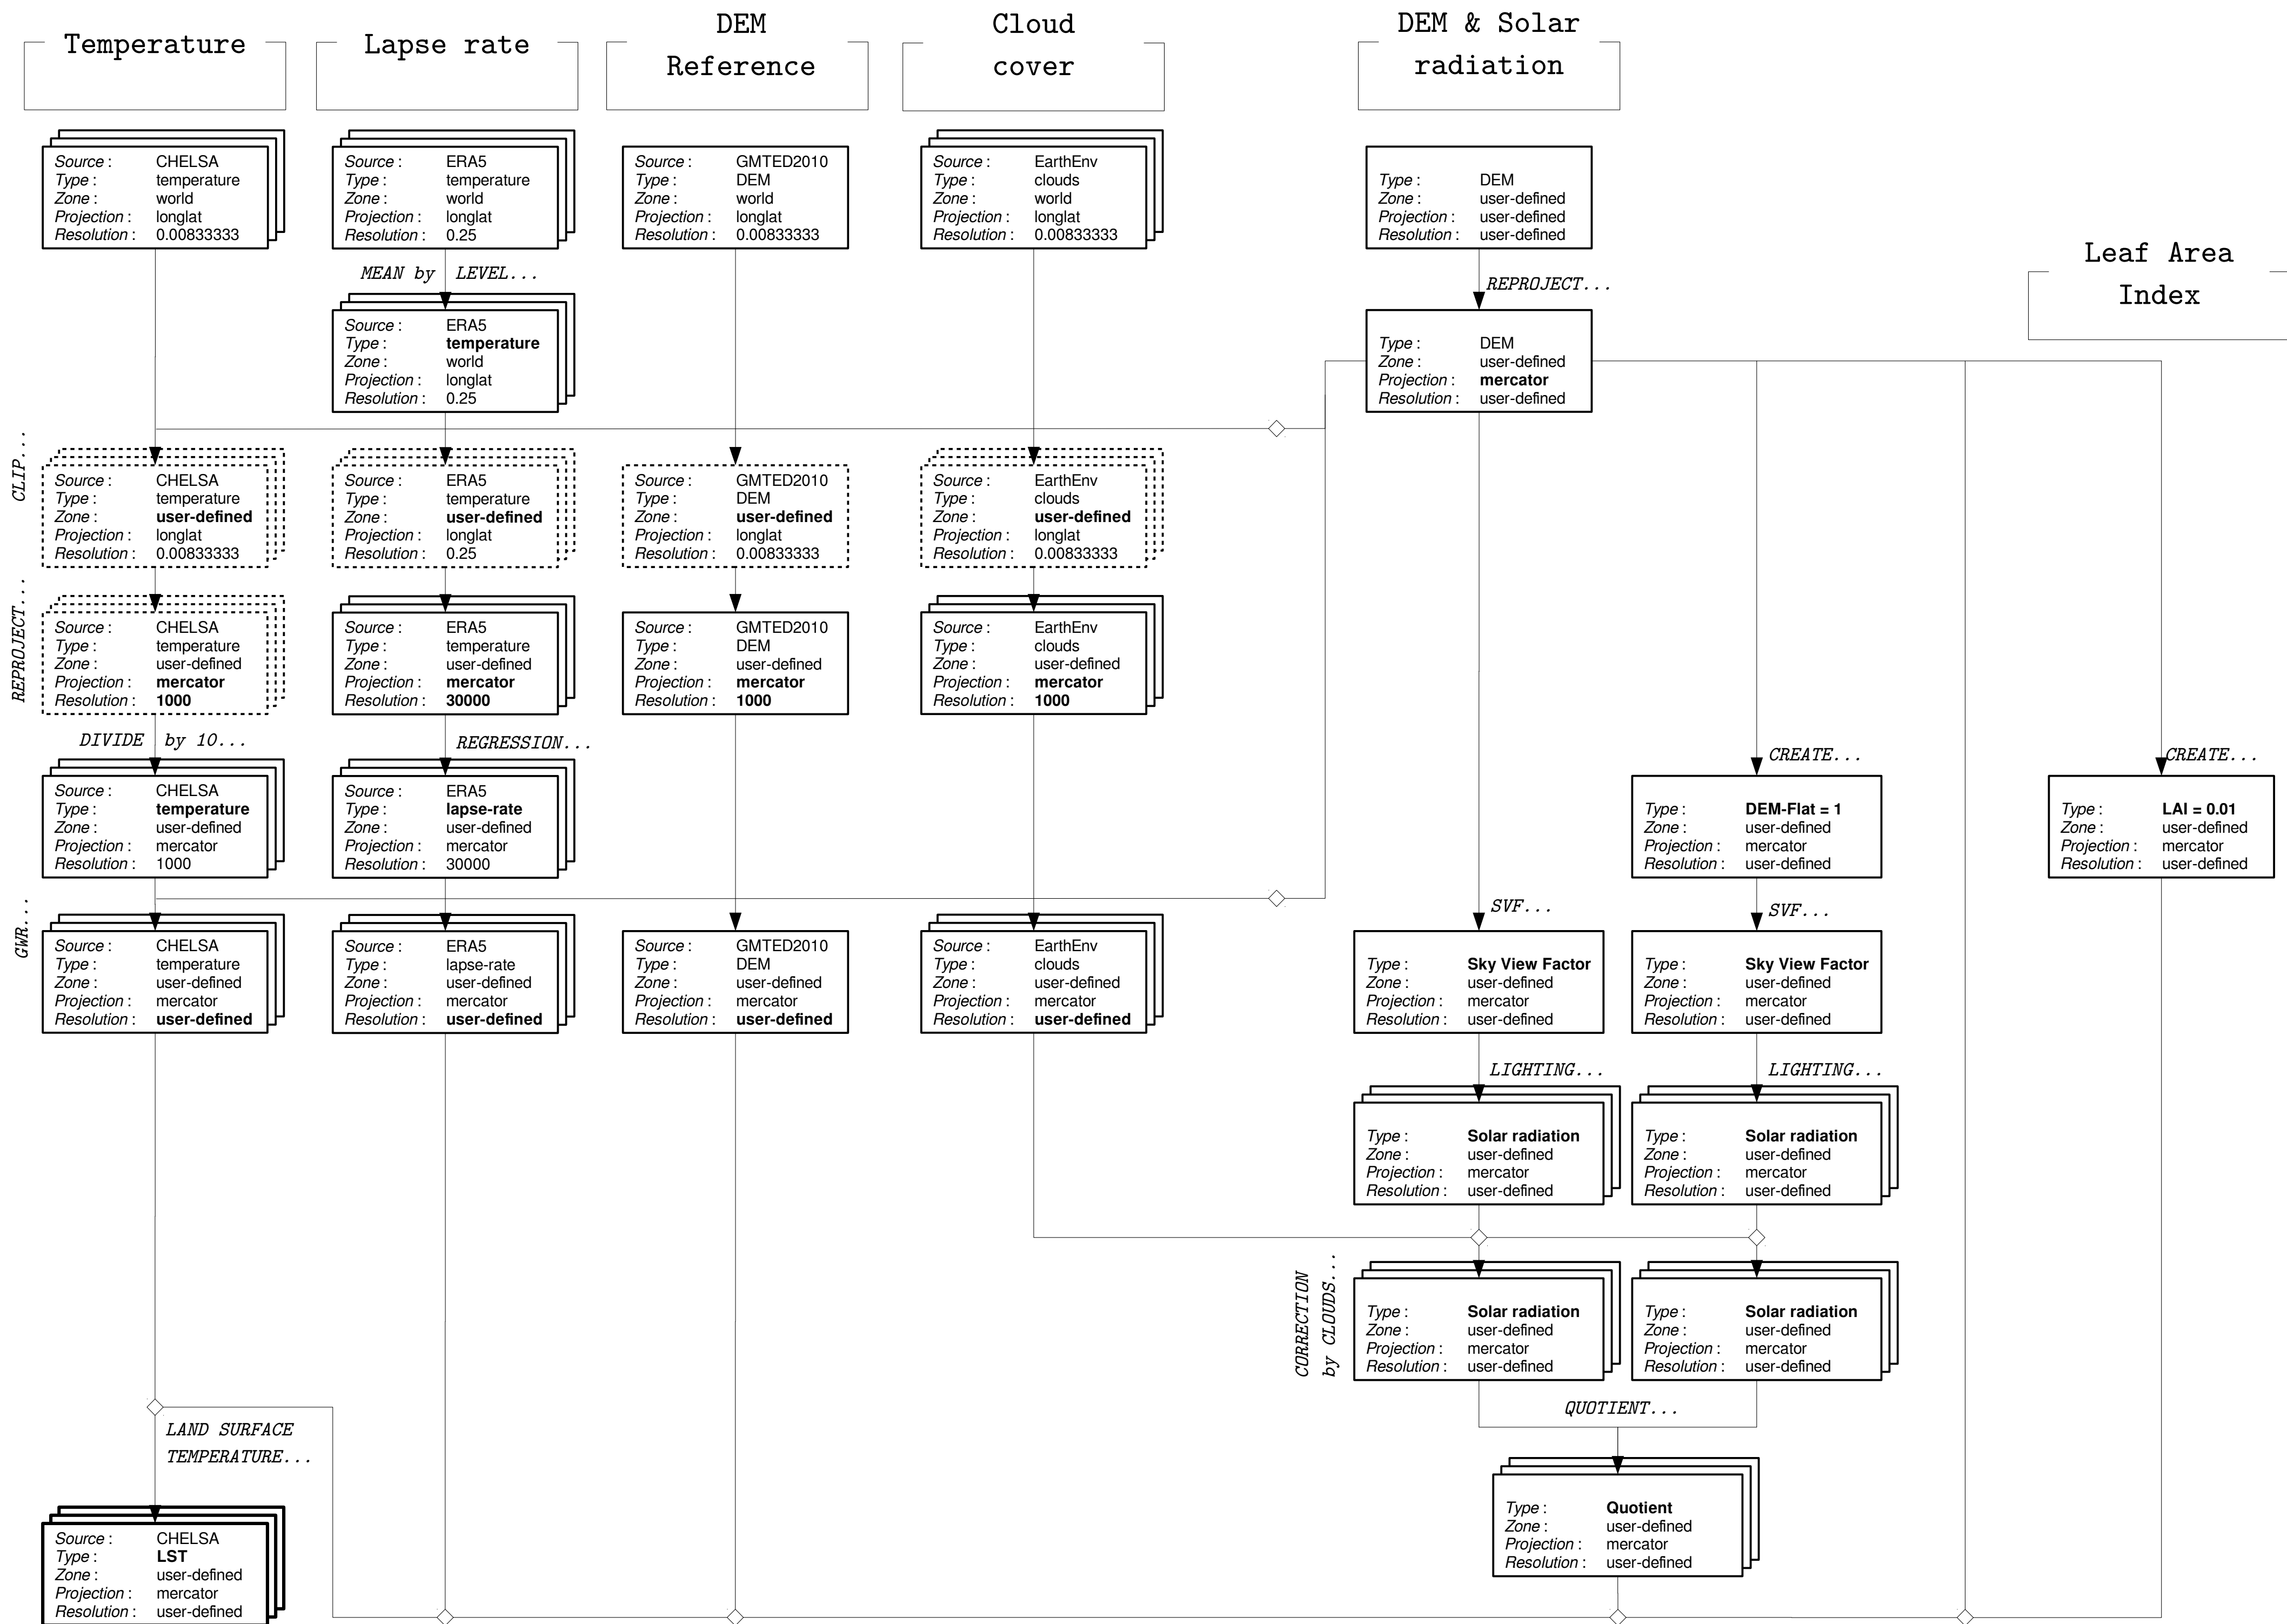 Temperature
Lapse rate
DEM
Reference
Cloud
cover
DEM & Solar
radiation
Leaf Area
Index
Source : CHELSA
Type : temperature
Zone : world
Projection : longlat
Resolution : 0.00833333
Source : ERA5
Type : temperature
Zone : world
Projection : longlat
Resolution : 0.25
Source : GMTED2010
Type : DEM
Zone : world
Projection : longlat
Resolution : 0.00833333
Source : EarthEnv
Type : clouds
Zone : world
Projection : longlat
Resolution : 0.00833333
Type : DEM
Zone : user-defined
Projection : user-defined
Resolution : user-defined
MEAN by LEVEL...
REPROJECT...
Source : ERA5
Type : temperature
Zone : world
Projection : longlat
Resolution : 0.25
Type : DEM
Zone : user-defined
Projection : mercator
Resolution : user-defined
CLIP...
Source : CHELSA
Type : temperature
Zone : user-defined
Projection : longlat
Resolution : 0.00833333
Source : ERA5
Type : temperature
Zone : user-defined
Projection : longlat
Resolution : 0.25
Source : GMTED2010
Type : DEM
Zone : user-defined
Projection : longlat
Resolution : 0.00833333
Source : EarthEnv
Type : clouds
Zone : user-defined
Projection : longlat
Resolution : 0.00833333
REPROJECT...
Source : CHELSA
Type : temperature
Zone : user-defined
Projection : mercator
Resolution : 1000
Source : ERA5
Type : temperature
Zone : user-defined
Projection : mercator
Resolution : 30000
Source : GMTED2010
Type : DEM
Zone : user-defined
Projection : mercator
Resolution : 1000
Source : EarthEnv
Type : clouds
Zone : user-defined
Projection : mercator
Resolution : 1000
DIVIDE by 10...
REGRESSION...
CREATE...
CREATE...
Source : CHELSA
Type : temperature
Zone : user-defined
Projection : mercator
Resolution : 1000
Source : ERA5
Type : lapse-rate
Zone : user-defined
Projection : mercator
Resolution : 30000
Type : DEM-Flat = 1
Zone : user-defined
Projection : mercator
Resolution : user-defined
Type : LAI = 0.01
Zone : user-defined
Projection : mercator
Resolution : user-defined
GWR...
SVF...
SVF...
Source : CHELSA
Type : temperature
Zone : user-defined
Projection : mercator
Resolution : user-defined
Source : ERA5
Type : lapse-rate
Zone : user-defined
Projection : mercator
Resolution : user-defined
Source : GMTED2010
Type : DEM
Zone : user-defined
Projection : mercator
Resolution : user-defined
Source : EarthEnv
Type : clouds
Zone : user-defined
Projection : mercator
Resolution : user-defined
Type : Sky View Factor
Zone : user-defined
Projection : mercator
Resolution : user-defined
Type : Sky View Factor
Zone : user-defined
Projection : mercator
Resolution : user-defined
LIGHTING...
LIGHTING...
Type : Solar radiation
Zone : user-defined
Projection : mercator
Resolution : user-defined
Type : Solar radiation
Zone : user-defined
Projection : mercator
Resolution : user-defined
CORRECTION
by CLOUDS...
Type : Solar radiation
Zone : user-defined
Projection : mercator
Resolution : user-defined
Type : Solar radiation
Zone : user-defined
Projection : mercator
Resolution : user-defined
QUOTIENT...
LAND SURFACE
TEMPERATURE...
Type : Quotient
Zone : user-defined
Projection : mercator
Resolution : user-defined
Source : CHELSA
Type : LST
Zone : user-defined
Projection : mercator
Resolution : user-defined